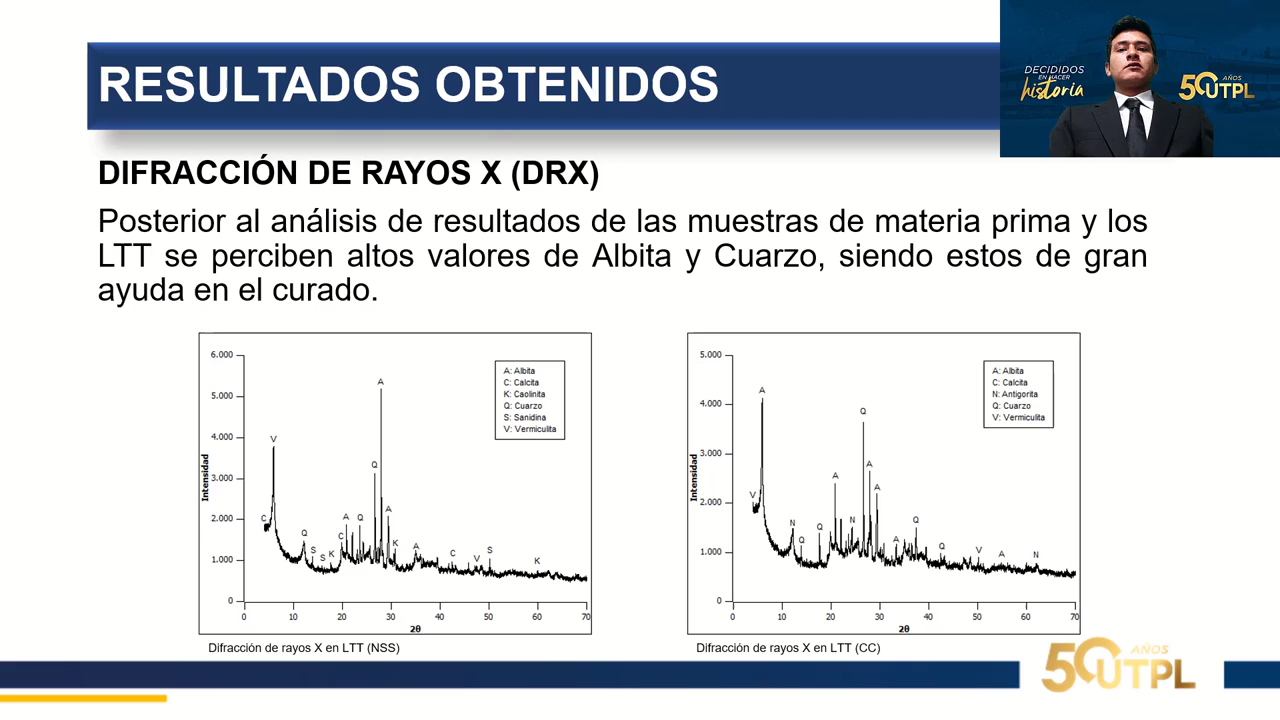 RESULTADOS OBTENIDOS
DECIDIDOS
EN HACER
historia
50 AÑOS
UTPL
DIFRACCIÓN DE RAYOS X (DRX)
Posterior al análisis de resultados de las muestras de materia prima y los
LTT se perciben altos valores de Albita y Cuarzo, siendo estos de gran
ayuda en el curado.
6.000
5.000
4.000
3.000
2.000
1.000
0
Intensidad
A: Albita
C: Calcita
K: Caolinita
Q: Cuarzo
S: Sanidina
V: Vermiculita
C V Q S S K C A Q Q A A K A C V S K
0 10 20 30 40 50 60 70
2θ
Difracción de rayos X en LTT (NSS)
5.000
4.000
3.000
2.000
1.000
0
Intensidad
A: Albita
C: Calcita
N: Antigorita
Q: Cuarzo
V: Vermiculita
V A N Q Q A N Q A A A Q Q V A N
0 10 20 30 40 50 60 70
2θ
Difracción de rayos X en LTT (CC)
50 AÑOS
UTPL